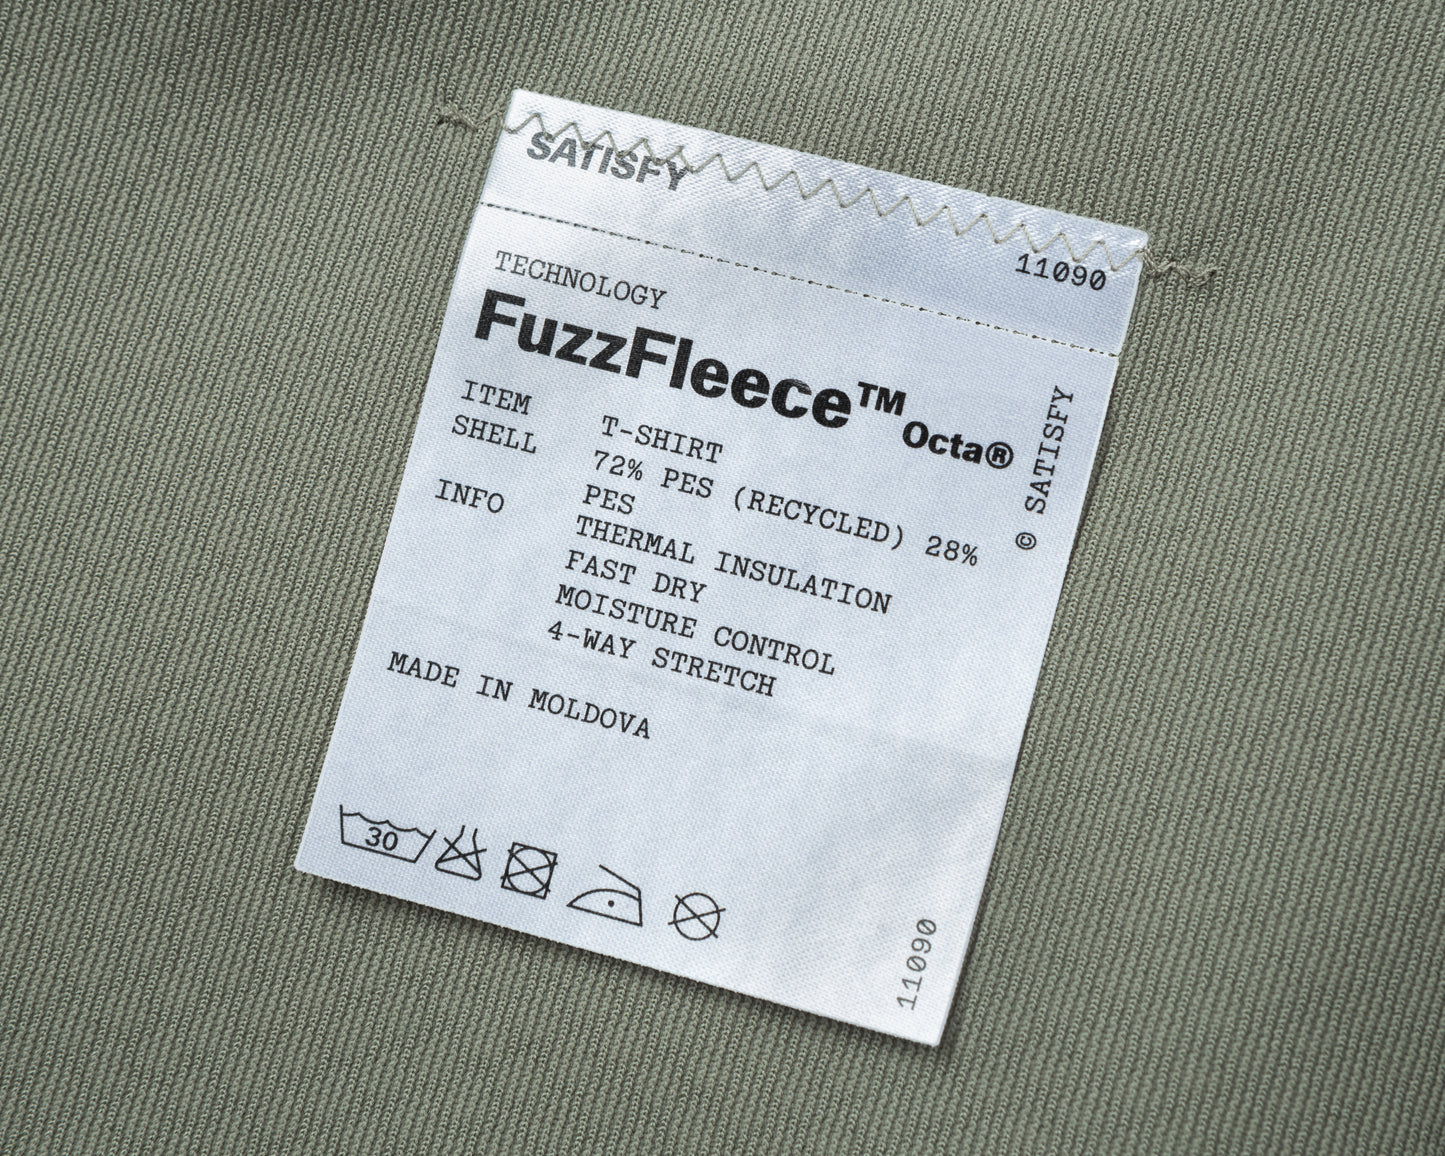 SATISFY
11090
TECHNOLOGY
FuzzFleece™ Octa®
ITEM T-SHIRT
SHELL 72% PES (RECYCLED) 28%
PES
INFO THERMAL INSULATION
FAST DRY
MOISTURE CONTROL
4-WAY STRETCH
MADE IN MOLDOVA
© SATISFY
30
11090